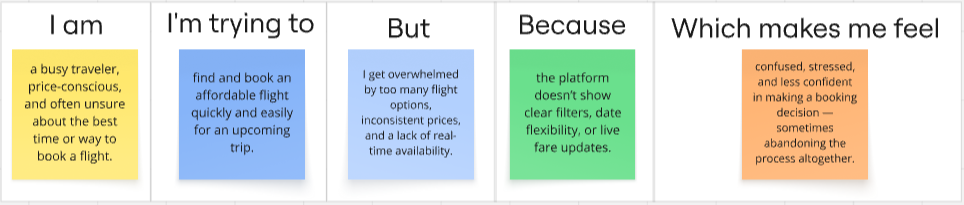 I am
a busy traveler,
price-conscious,
and often unsure
about the best
time or way to
book a flight.
I'm trying to
find and book an
affordable flight
quickly and easily
for an upcoming
trip.
But
I get overwhelmed
by too many flight
options,
inconsistent prices,
and a lack of real-
time availability.
Because
the platform
doesn't show
clear filters, date
flexibility, or live
fare updates.
Which makes me feel
confused, stressed,
and less confident
in making a booking
decision —
sometimes
abandoning the
process altogether.